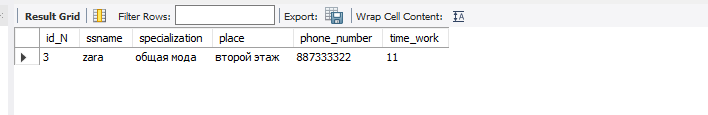 Result Grid Filter Rows: Export: Wrap Cell Content:
id_N ssname specialization place phone_number time_work
3 zara общая мода второй этаж 887333322 11